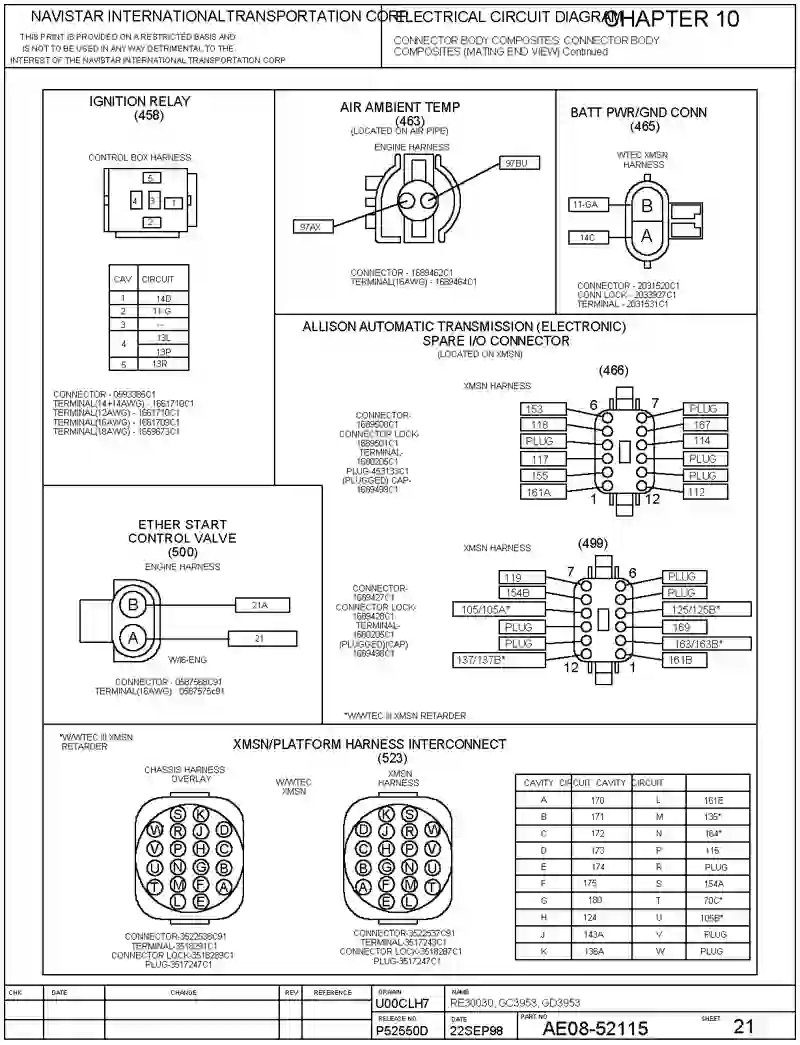 NAVISTAR INTERNATIONAL TRANSPORTATION CORP
THIS PRINT IS PROVIDED ON A RESTRICTED BASIS AND
IS NOT TO BE USED IN ANY WAY DETRIMENTAL TO THE
INTEREST OF THE NAVISTAR INTERNATIONAL TRANSPORTATION CORP
ELECTRICAL CIRCUIT DIAGRAM
CHAPTER 10
CONNECTOR BODY COMPOSITES: CONNECTOR BODY
COMPOSITES (MATING END VIEW) Continued
IGNITION RELAY
(458)
CONTROL BOX HARNESS
5
4 3 1
2
CAV CIRCUIT
1 14D
2 11-G
3 ---
4 13L
13P
5 13R
TERMINAL(14+14AWG) - 1661710C1
TERMINAL(12AWG) - 1661710C1
TERMINAL(16AWG) - 1661709C1
AIR AMBIENT TEMP
(463)
(LOCATED ON AIR PIPE)
ENGINE HARNESS
97BU
97AX
CONNECTOR - 1689462C1
TERMINAL(16AWG) - 1689464C1
BATT PWR/GND CONN
(465)
WTEC XMSN
HARNESS
11-GA
B
14C
A
CONNECTOR - 2031520C1
CONN LOCK - 2033937C1
TERMINAL - 2031531C1
ALLISON AUTOMATIC TRANSMISSION (ELECTRONIC)
SPARE I/O CONNECTOR
(LOCATED ON XMSN)
(466)
XMSN HARNESS
CONNECTOR-
1689500C1
CONNECTOR LOCK-
1689501C1
TERMINAL-
1680205C1
PLUG-453133C1
(PLUGGED) CAP-
1689499C1
6 7
153 PLUG
118 167
PLUG 114
117 PLUG
155 PLUG
161A 112
1 12
ETHER START
CONTROL VALVE
(500)
ENGINE HARNESS
B 21A
A 21
W/I6-ENG
CONNECTOR - 0587568C91
TERMINAL(16AWG) 0587575c91
(499)
XMSN HARNESS
CONNECTOR-
1689427C1
CONNECTOR LOCK-
1689428C1
TERMINAL-
1680205C1
(PLUGGED)(CAP)
1689498C1
7 6
119 PLUG
154B PLUG
105/105A* 125/125B*
PLUG 169
PLUG 163/163B*
137/137B* 161B
12 1
*W/WTEC III XMSN RETARDER
*W/WTEC III XMSN
RETARDER
XMSN/PLATFORM HARNESS INTERCONNECT
(523)
CHASSIS HARNESS
OVERLAY
W/WTEC
XMSN
XMSN
HARNESS
S K
W R J D
V P H C
U N G B
T M F A
L E
K S
D J R W
C H P V
B G N U
A F M T
E L
CONNECTOR-3522538C91
TERMINAL-3518291C1
CONNECTOR LOCK-3518289C1
PLUG-3517247C1
CONNECTOR-3522537C91
TERMINAL-3517243C1
CONNECTOR LOCK-3518287C1
PLUG-3517247C1
CAVITY CIRCUIT CAVITY CIRCUIT
A 170 L 161E
B 171 M 135*
C 172 N 164*
D 173 P 115
E 174 R PLUG
F 175 S 154A
G 180 T 70C*
H 124 U 105B*
J 143A V PLUG
K 136A W PLUG
CHK DATE CHANGE REV REFERENCE
DRAWN
U00CLH7
NAME
RE30030, GC3953, GD3953
RELEASE NO.
P52550D
DATE
22SEP98
PART NO.
AE08-52115
SHEET 21